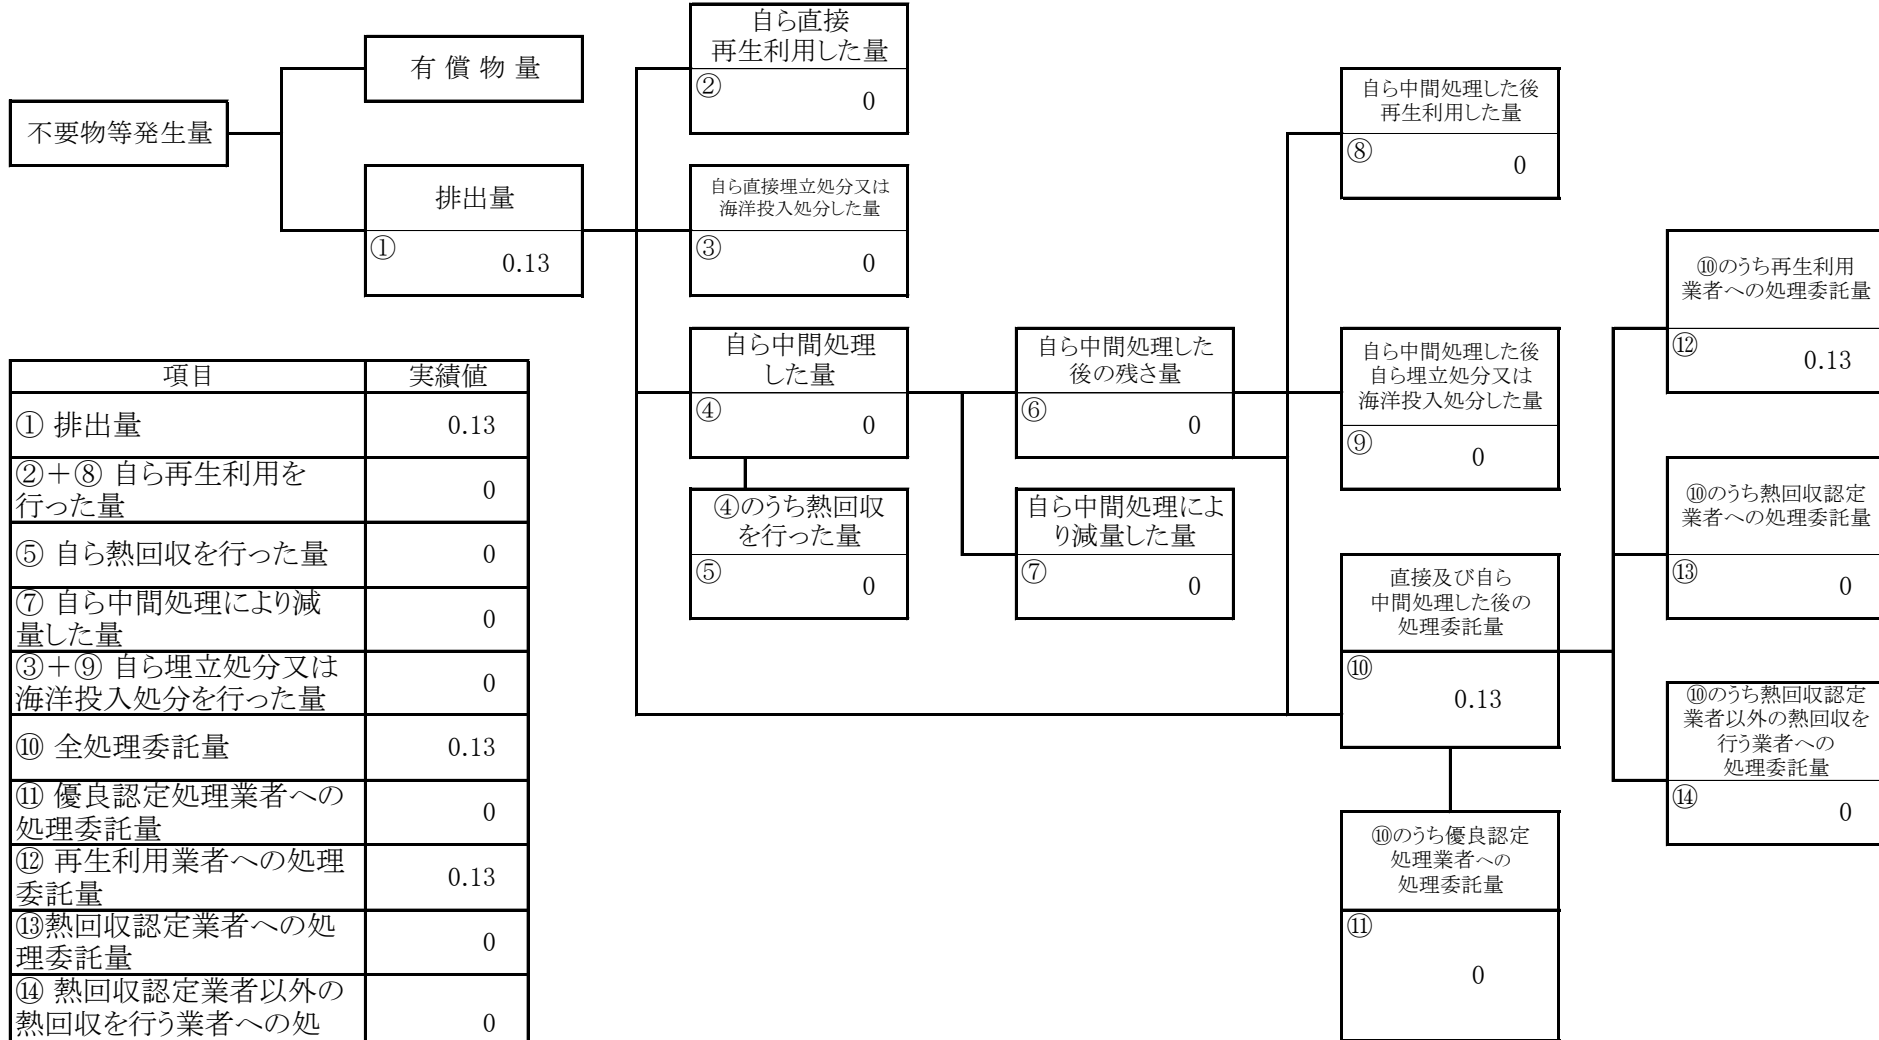 不要物等発生量
有 償 物 量
排出量
①
0.13
自ら直接
再生利用した量
②
0
自ら直接埋立処分又は
海洋投入処分した量
③
0
自ら中間処理
した量
④
0
④のうち熱回収
を行った量
⑤
0
自ら中間処理した
後の残さ量
⑥
0
自ら中間処理によ
り減量した量
⑦
0
自ら中間処理した後
再生利用した量
⑧
0
自ら中間処理した後
自ら埋立処分又は
海洋投入処分した量
⑨
0
直接及び自ら
中間処理した後の
処理委託量
⑩
0.13
⑩のうち優良認定
処理業者への
処理委託量
⑪
0
⑩のうち再生利用
業者への処理委託量
⑫
0.13
⑩のうち熱回収認定
業者への処理委託量
⑬
0
⑩のうち熱回収認定
業者以外の熱回収を
行う業者への
処理委託量
⑭
0
項目 実績値
① 排出量 0.13
②+⑧ 自ら再生利用を
行った量 0
⑤ 自ら熱回収を行った量 0
⑦ 自ら中間処理により減
量した量 0
③+⑨ 自ら埋立処分又は
海洋投入処分を行った量 0
⑩ 全処理委託量 0.13
⑪ 優良認定処理業者への
処理委託量 0
⑫ 再生利用業者への処理
委託量 0.13
⑬熱回収認定業者への処
理委託量 0
⑭ 熱回収認定業者以外の
熱回収を行う業者への処 0